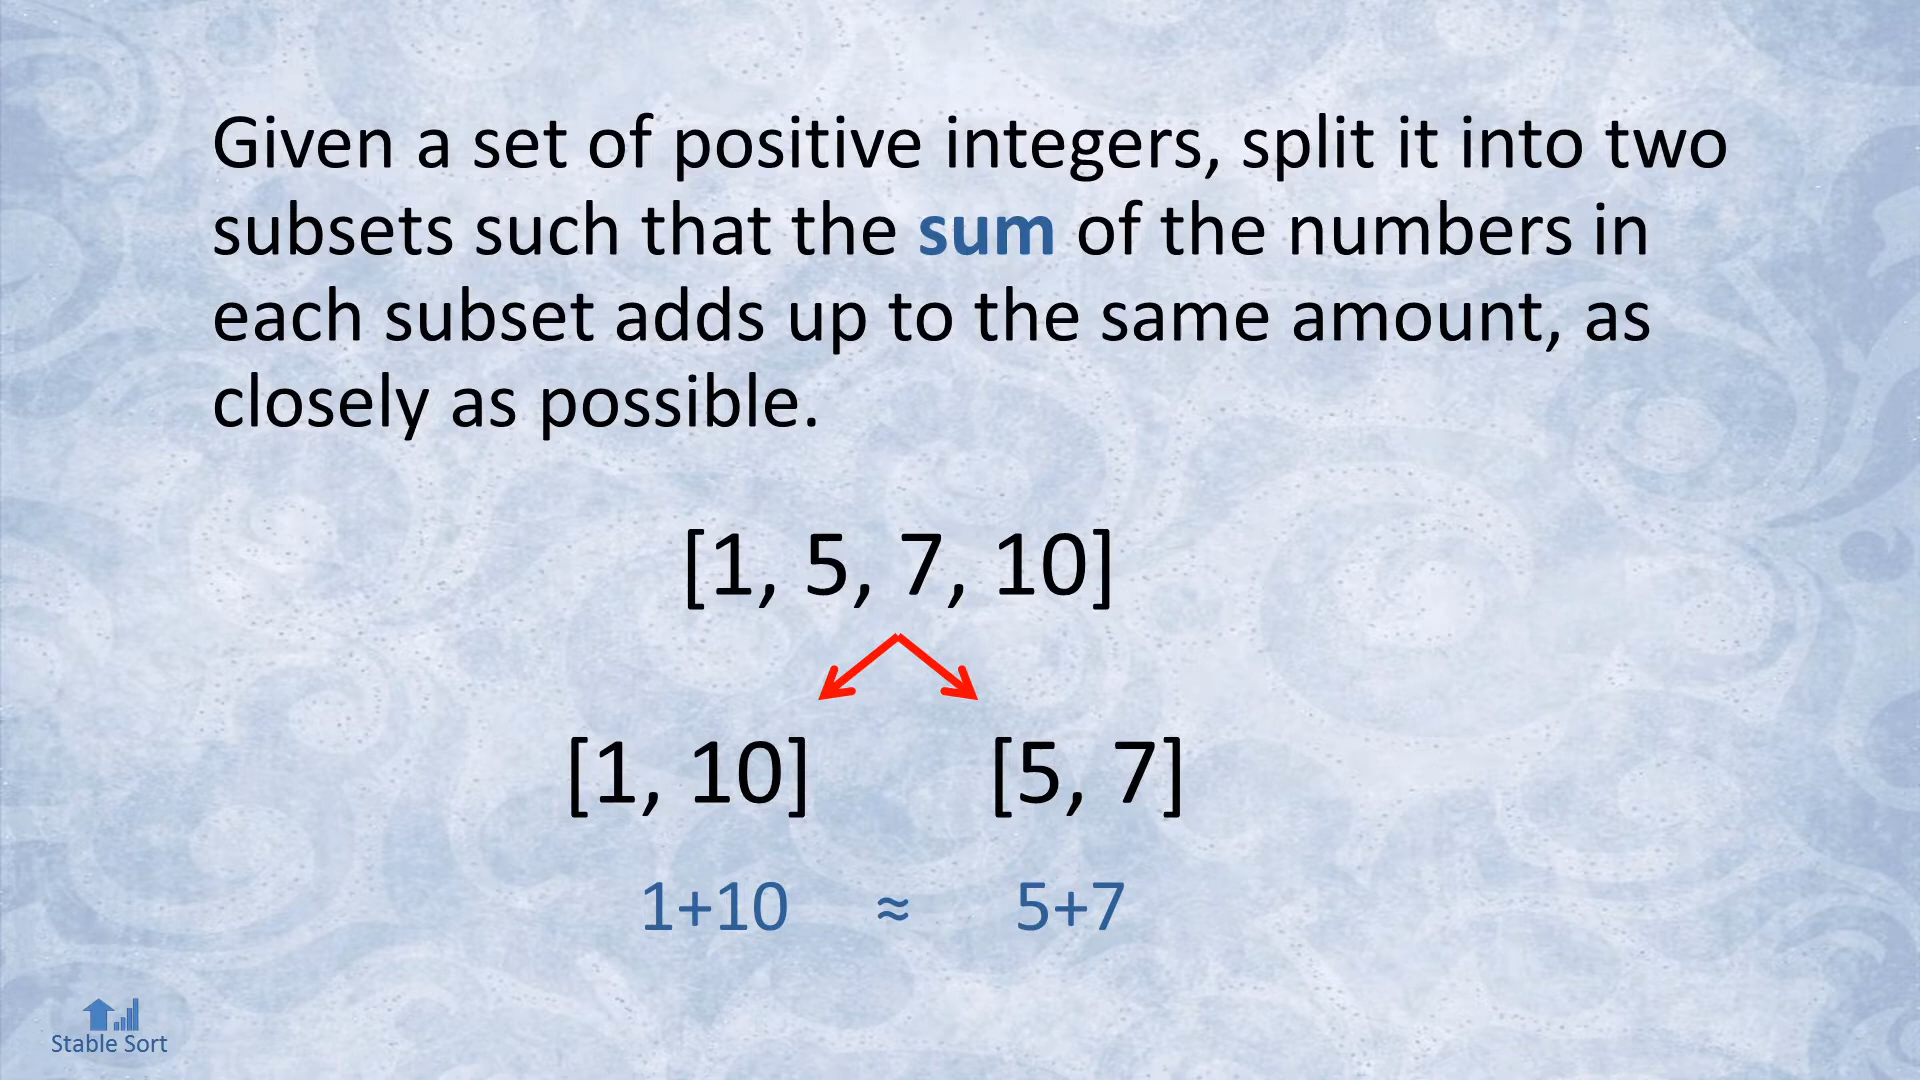 Given a set of positive integers, split it into two
subsets such that the sum of the numbers in
each subset adds up to the same amount, as
closely as possible.
[1, 5, 7, 10]
[1, 10] [5, 7]
1+10 ≈ 5+7
Stable Sort